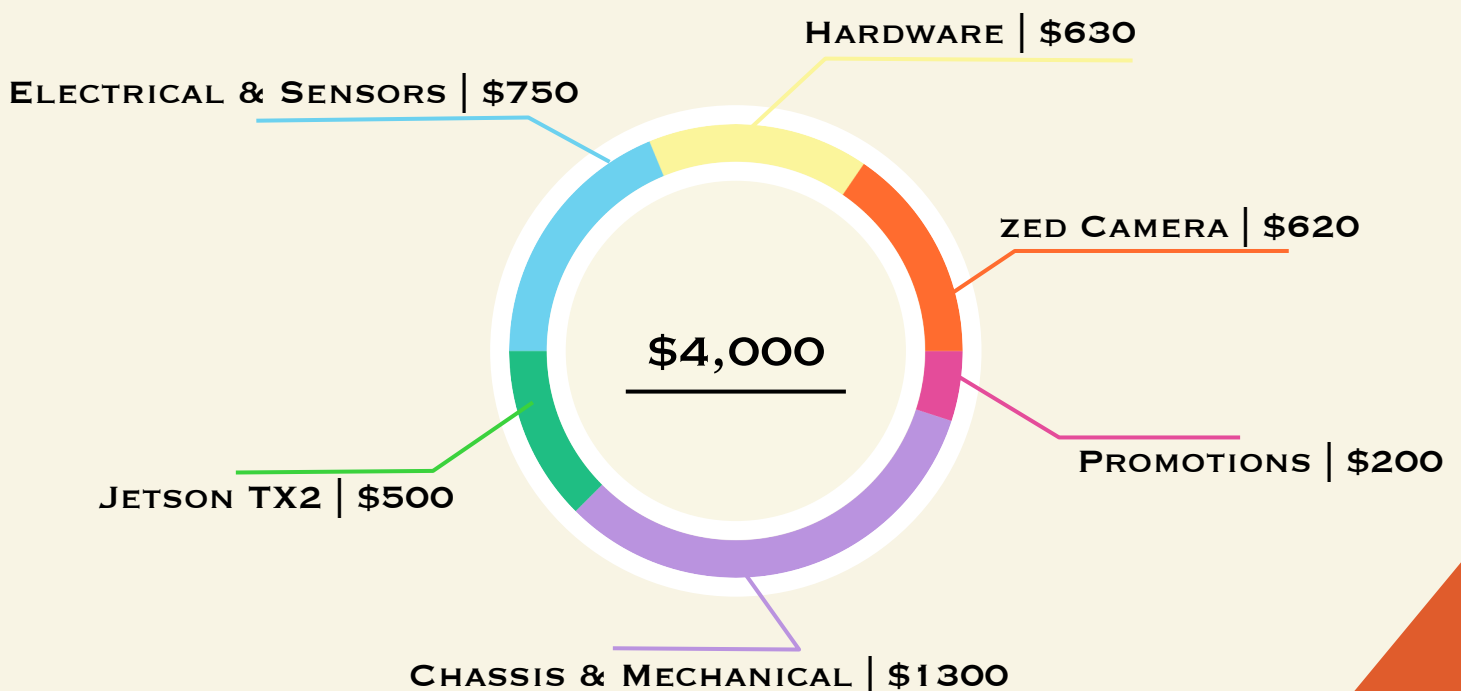 Hardware | $630
Electrical & Sensors | $750
zed Camera | $620
$4,000
Promotions | $200
Jetson TX2 | $500
Chassis & Mechanical | $1300